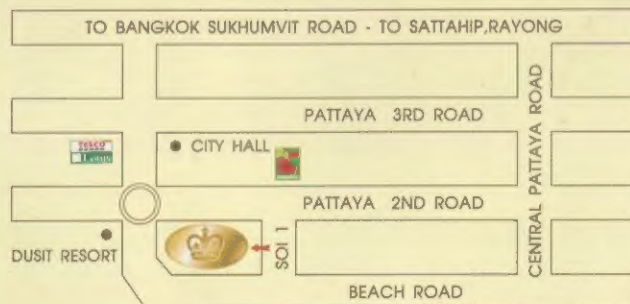 TO BANGKOK SUKHUMVIT ROAD - TO SATTAHIP,RAYONG
PATTAYA 3RD ROAD
CENTRAL PATTAYA ROAD
TESCO
Lotus
CITY HALL
PATTAYA 2ND ROAD
DUSIT RESORT
SOI 1
BEACH ROAD